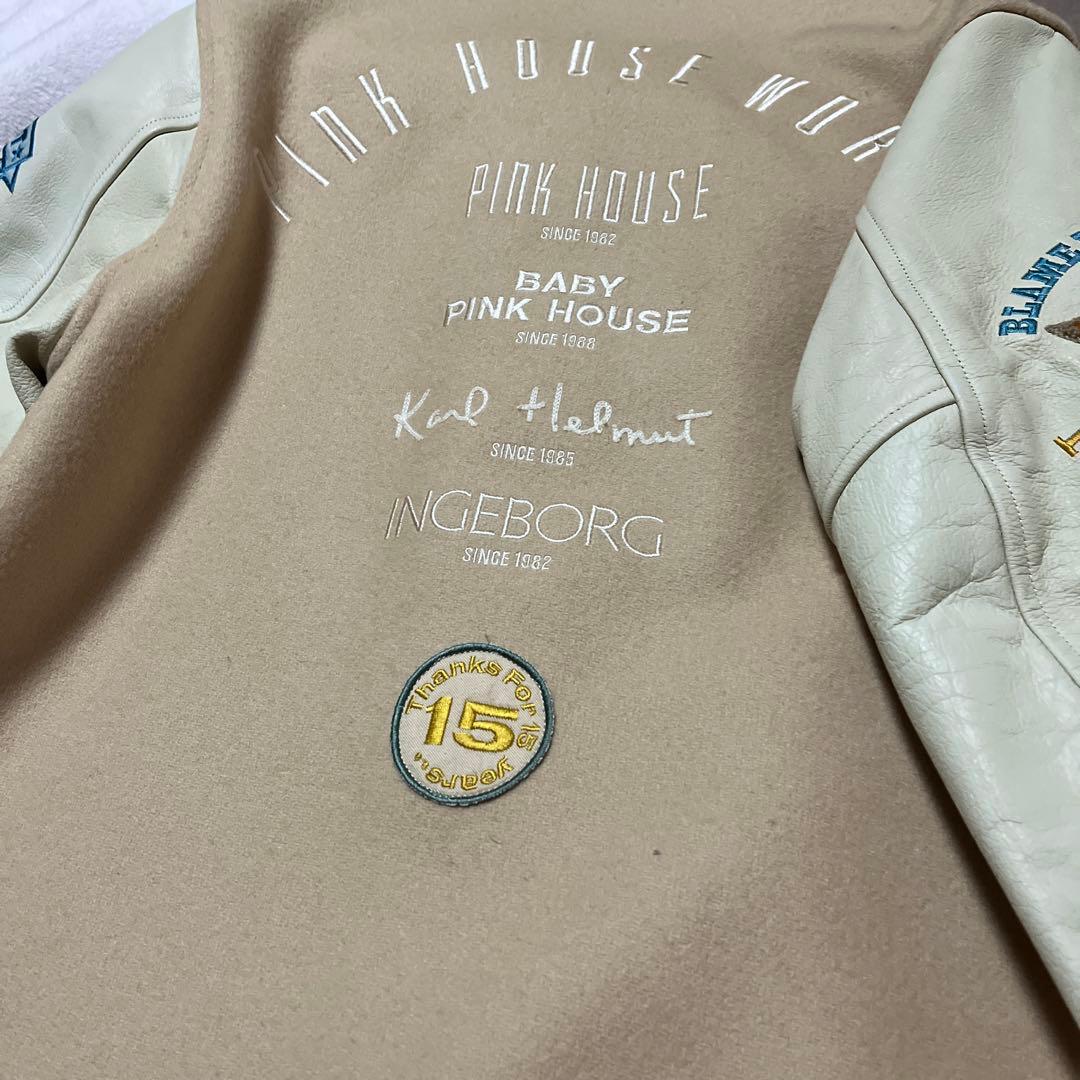 PINK HOUSE WOR
PINK HOUSE
SINCE 1982
BABY
PINK HOUSE
SINCE 1988
Karl Helmut
SINCE 1985
INGEBORG
SINCE 1982
Thanks For 15 years..
15
BLAME